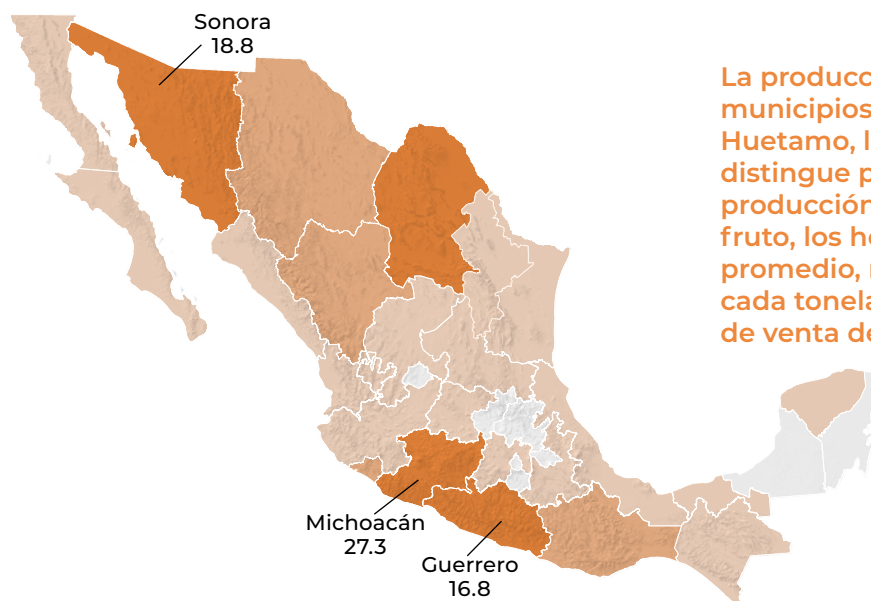 Sonora
18.8
La produc
municipios
Huetamo, l
distingue p
producción
fruto, los h
promedio,
cada tonela
de venta d
Michoacán
27.3
Guerrero
16.8